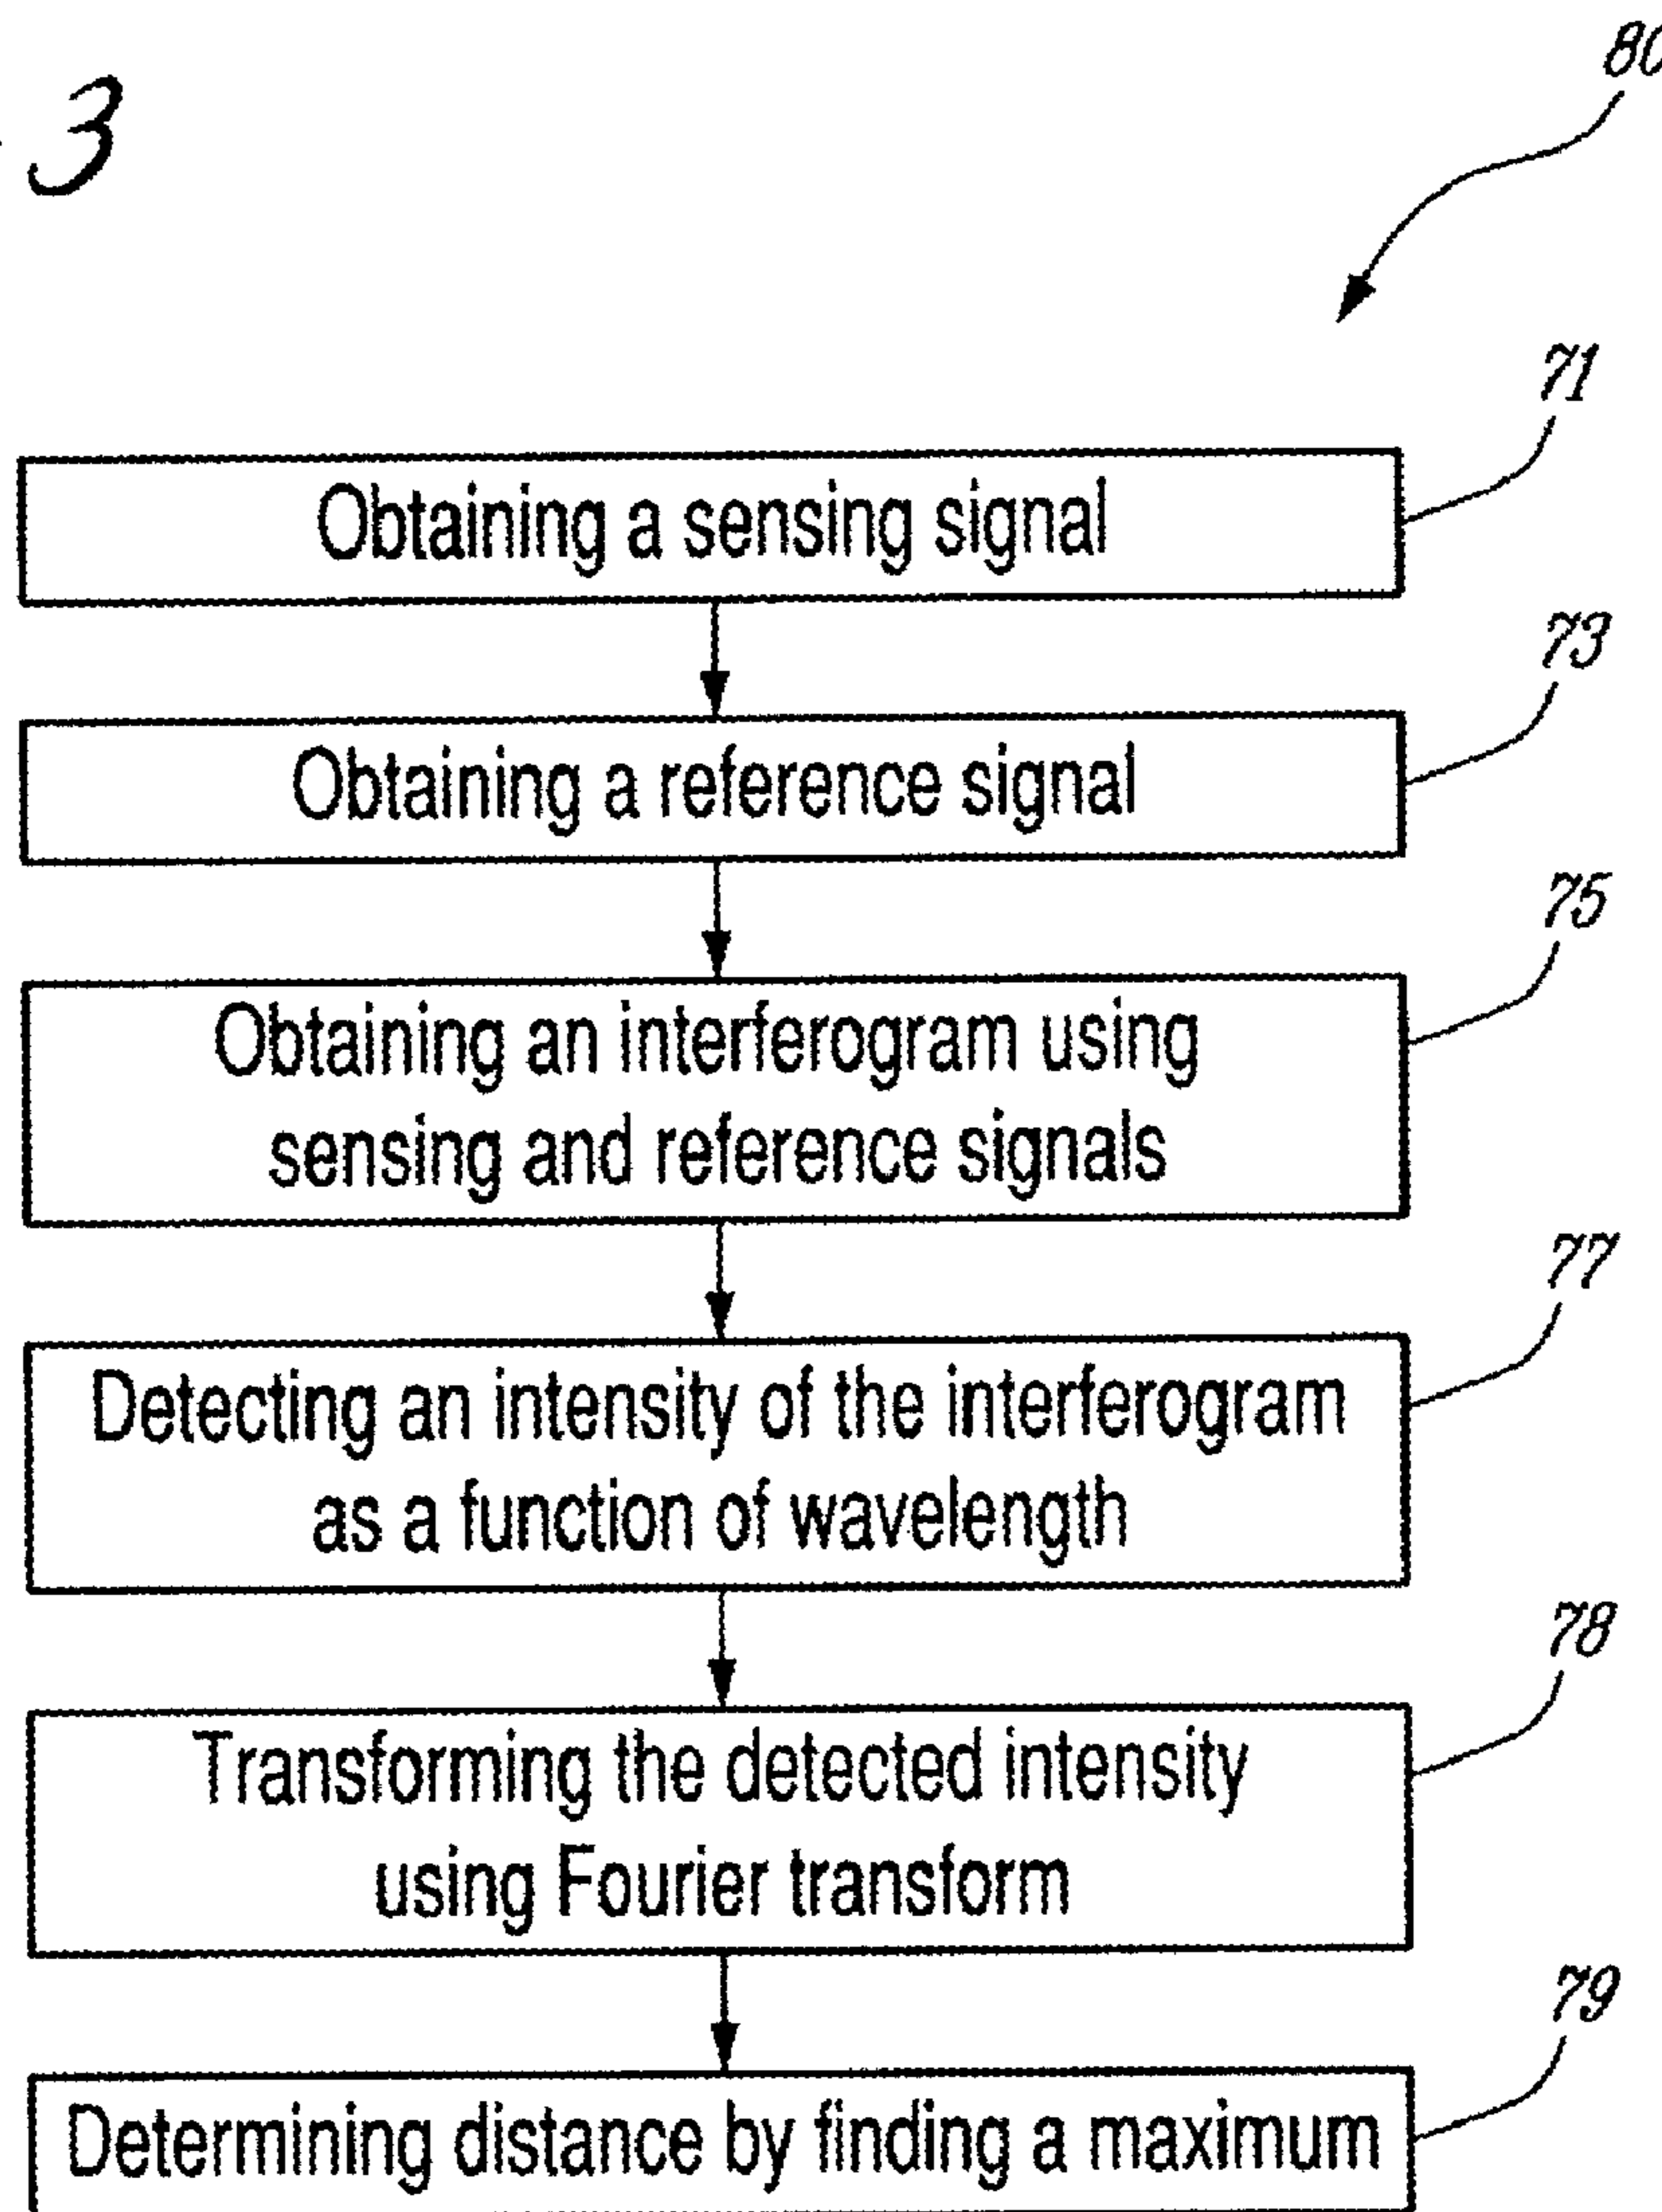 3
80
71
Obtaining a sensing signal
73
Obtaining a reference signal
75
Obtaining an interferogram using
sensing and reference signals
77
Detecting an intensity of the interferogram
as a function of wavelength
78
Transforming the detected intensity
using Fourier transform
79
Determining distance by finding a maximum